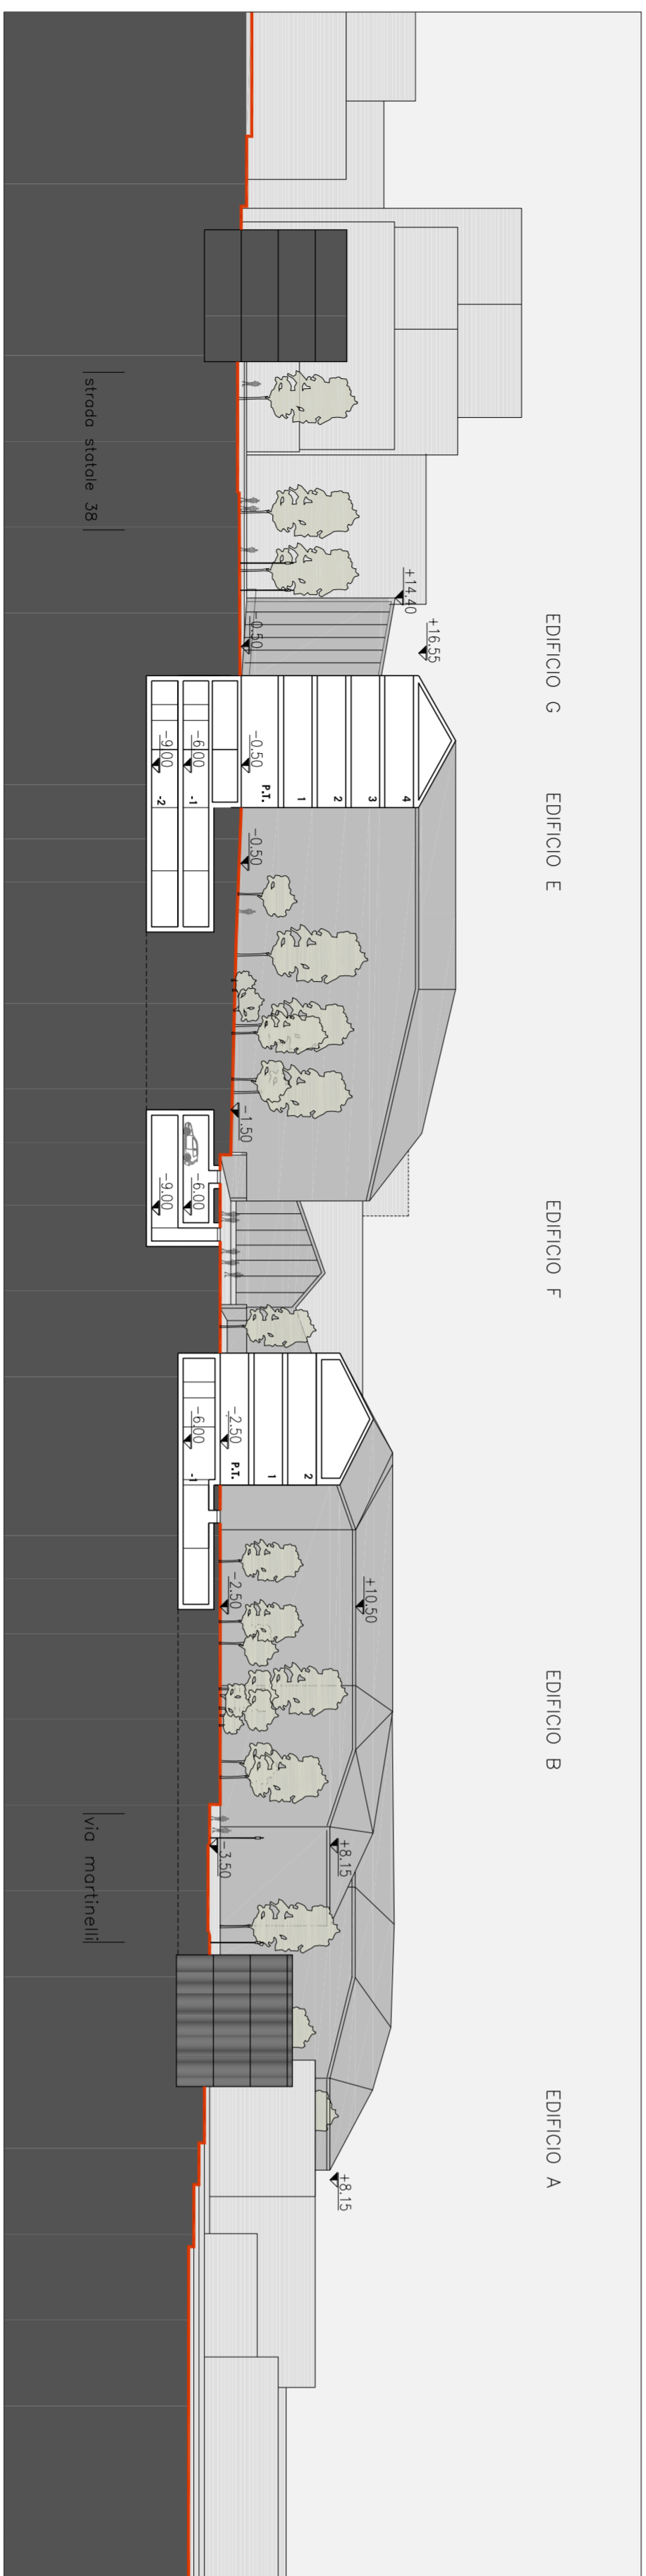 EDIFICIO G
EDIFICIO E
EDIFICIO F
EDIFICIO B
EDIFICIO A
+14.40
+16.55
-0.50
-0.50
-0.50
-1.50
+10.50
-2.50
-2.50
+8.15
-3.50
+8.15
4
3
2
1
P.T.
-1
-6.00
-2
-9.00
-6.00
-9.00
2
1
P.T.
-1
-6.00
strada statale 38
via martinelli